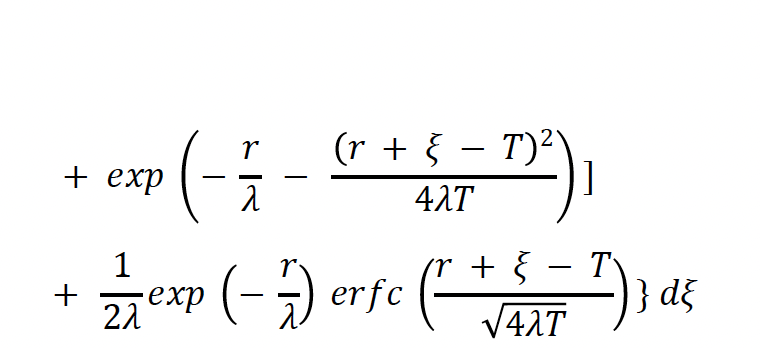 + exp (− r/λ − (r + ξ − T)²/4λT)]
+ 1/2λ exp (− r/λ) erfc (r + ξ − T/√4λT)} dξ